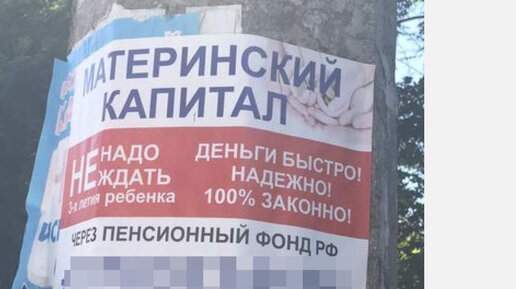 МАТЕРИНСКИЙ
КАПИТАЛ
НЕ НАДО
ЖДАТЬ
3-х летия ребенка
ДЕНЬГИ БЫСТРО!
НАДЕЖНО!
100% ЗАКОННО!
ЧЕРЕЗ ПЕНСИОННЫЙ ФОНД РФ